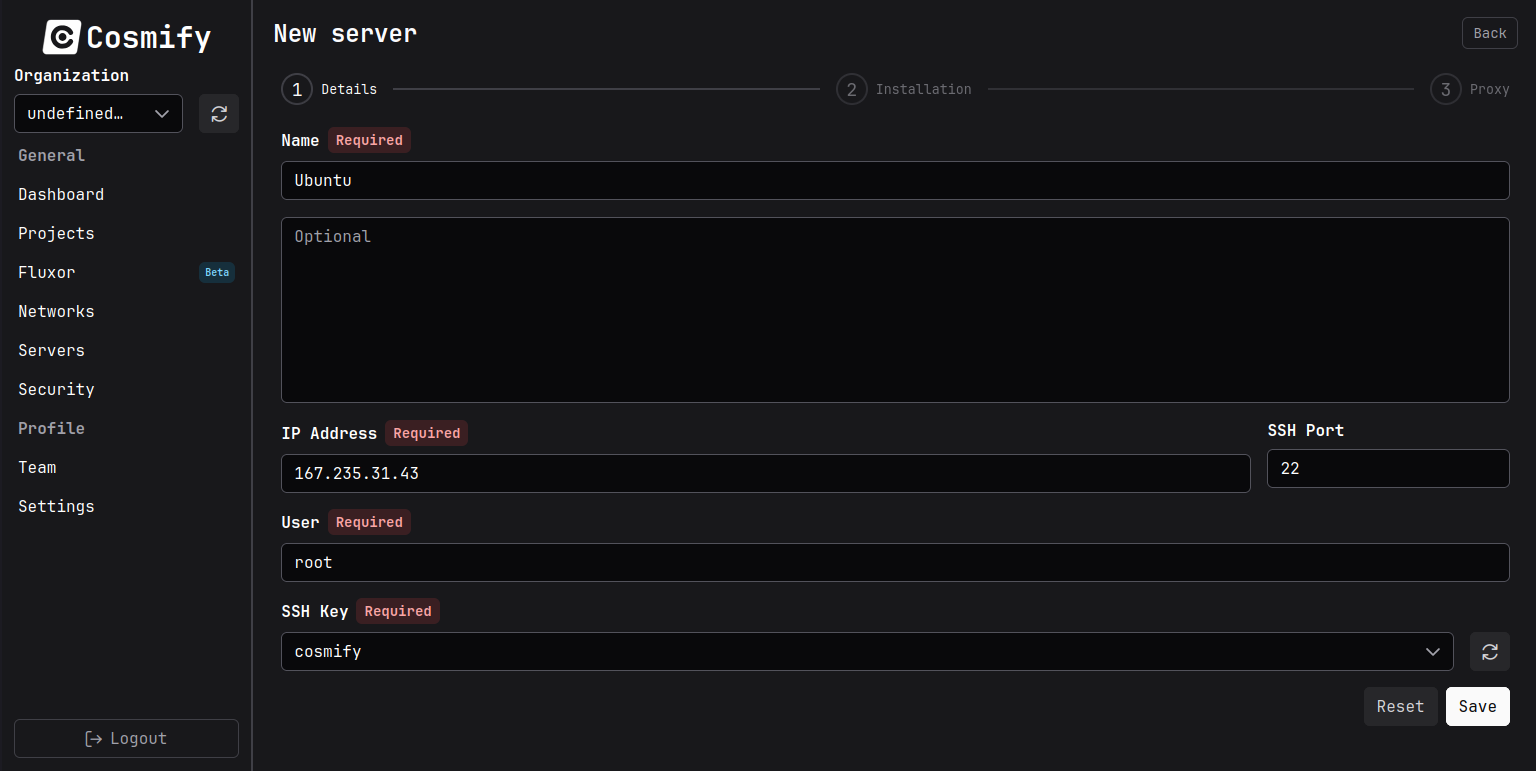 Cosmify
Organization
undefined…
General
Dashboard
Projects
Fluxor Beta
Networks
Servers
Security
Profile
Team
Settings
Logout
New server
Back
1 Details
2 Installation
3 Proxy
Name Required
Ubuntu
Optional
IP Address Required
167.235.31.43
SSH Port
22
User Required
root
SSH Key Required
cosmify
Reset
Save